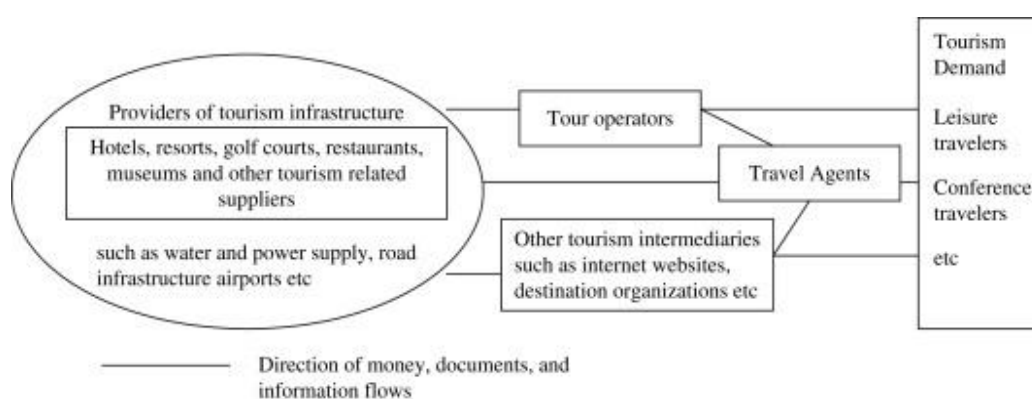 Providers of tourism infrastructure
Hotels, resorts, golf courts, restaurants,
museums and other tourism related
suppliers
such as water and power supply, road
infrastructure airports etc
Tour operators
Travel Agents
Other tourism intermediaries
such as internet websites,
destination organizations etc
Tourism
Demand
Leisure
travelers
Conference
travelers
etc
Direction of money, documents, and
information flows